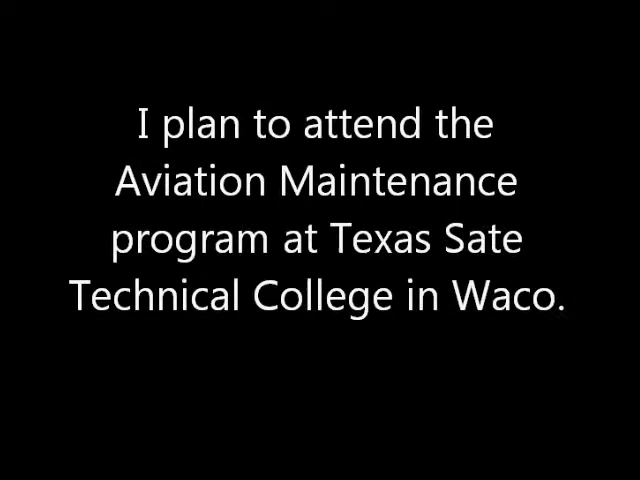 I plan to attend the
Aviation Maintenance
program at Texas Sate
Technical College in Waco.